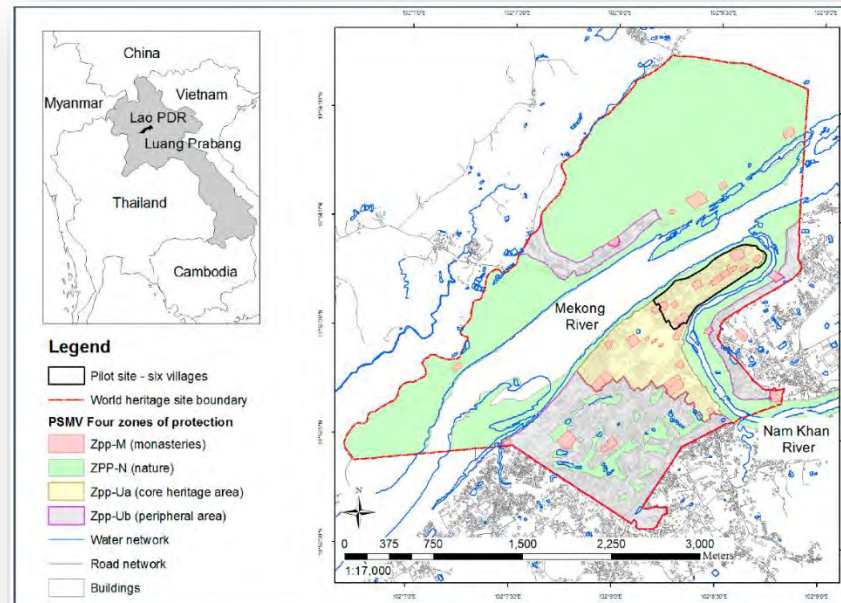 China
Myanmar
Vietnam
Lao PDR
Luang Prabang
Thailand
Cambodia
Legend
Pilot site - six villages
World heritage site boundary
PSMV Four zones of protection
Zpp-M (monasteries)
ZPP-N (nature)
Zpp-Ua (core heritage area)
Zpp-Ub (peripheral area)
Water network
Road network
Buildings
Mekong
River
Nam Khan
River
N
0 375 750 1,500 2,250 3,000
Meters
1:17,000